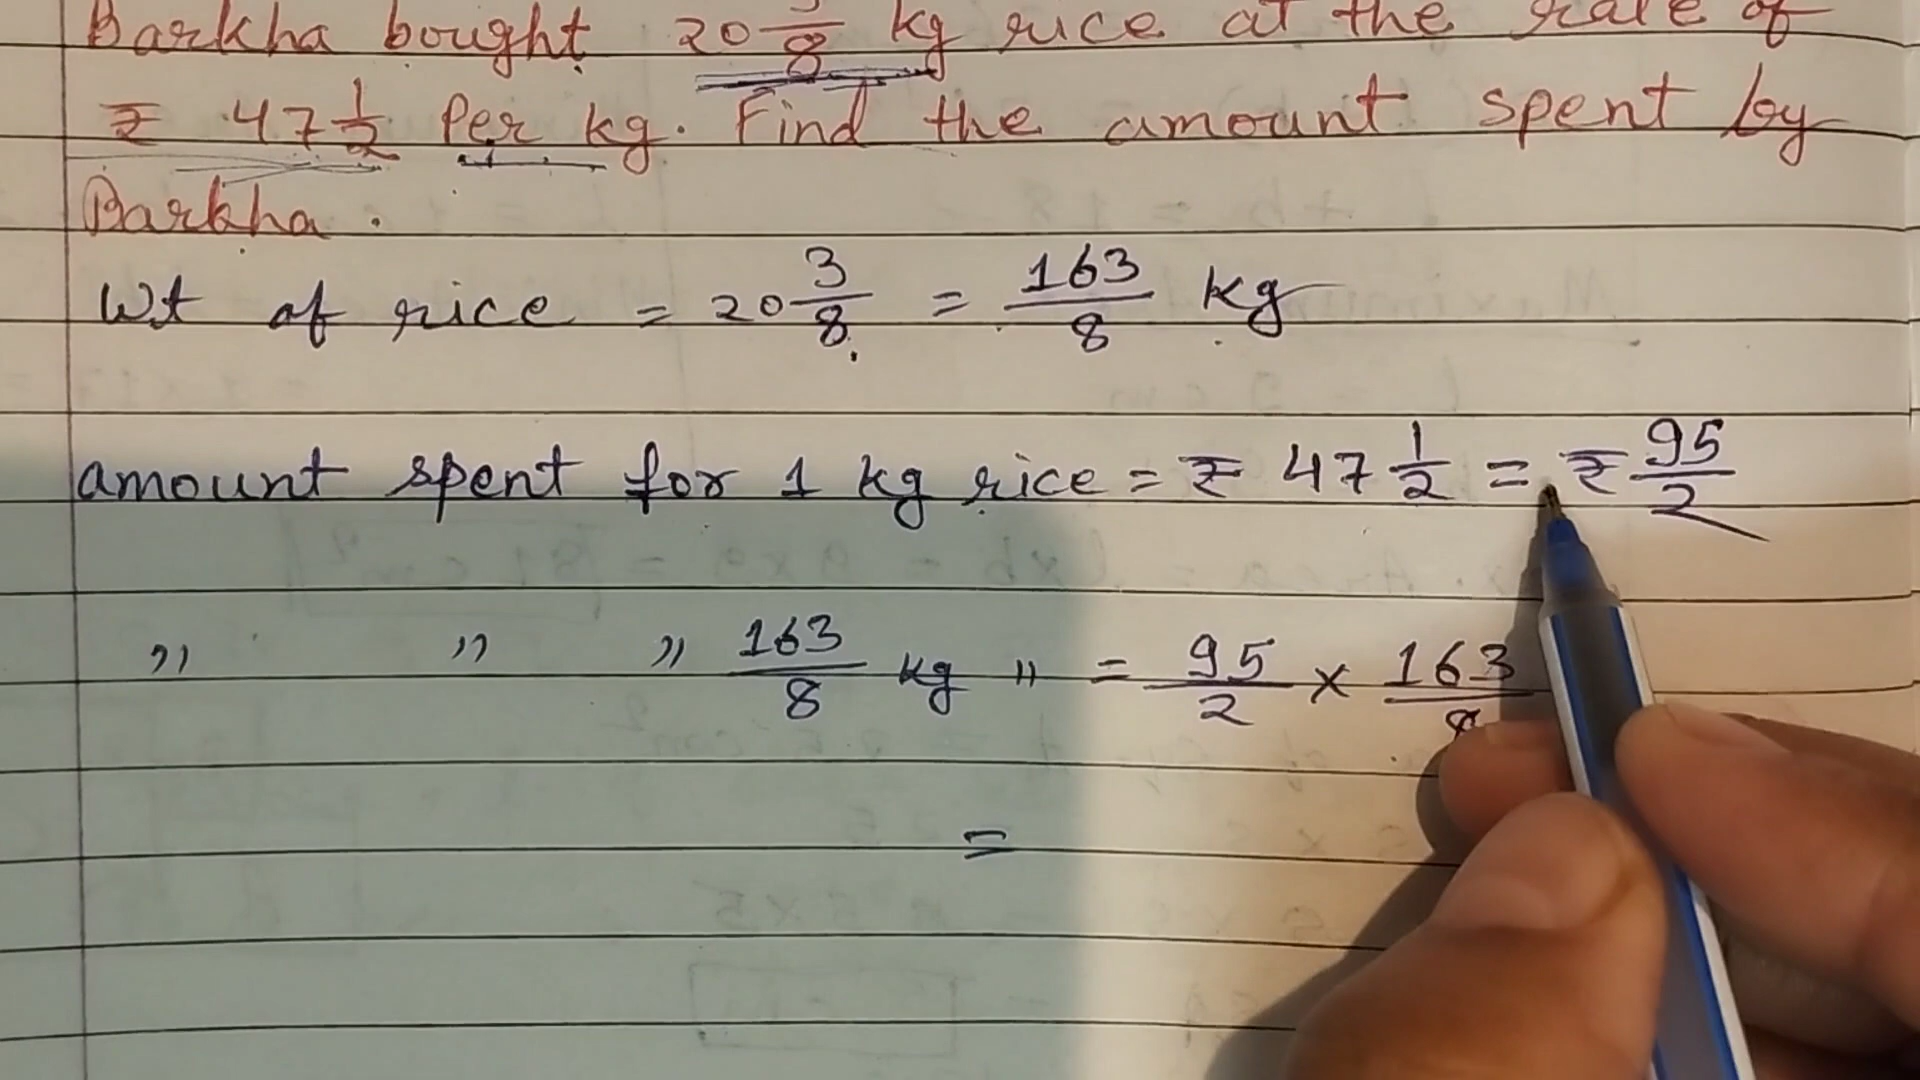 Barkha bought 20 3/8 kg rice at the rate of
₹ 47 1/2 Per kg. Find the amount spent by
Barkha.
Wt of rice = 20 3/8 = 163/8 kg
amount spent for 1 kg rice = ₹ 47 1/2 = ₹ 95/2
" " " 163/8 kg " = 95/2 × 163/8
=